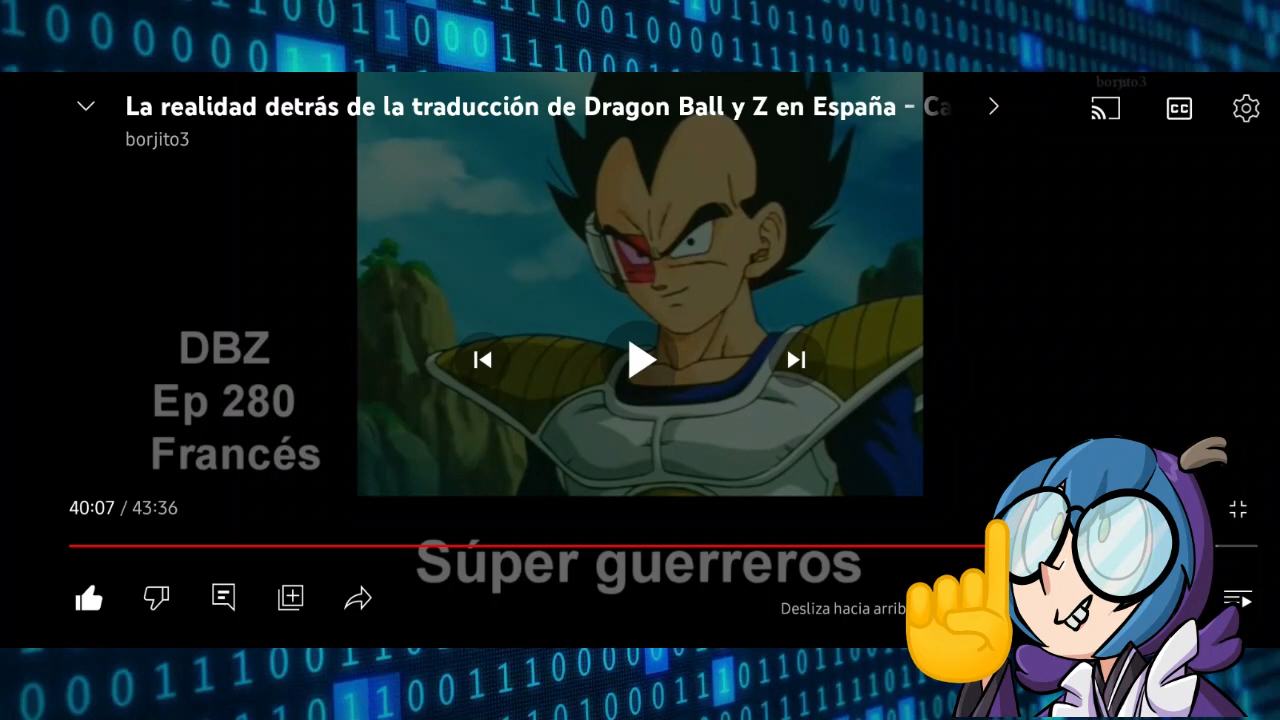 borjito3
La realidad detrás de la traducción de Dragon Ball y Z en España - Ca
CC
borjito3
DBZ
Ep 280
Francés
40:07 / 43:36
Súper guerreros
Desliza hacia arrib